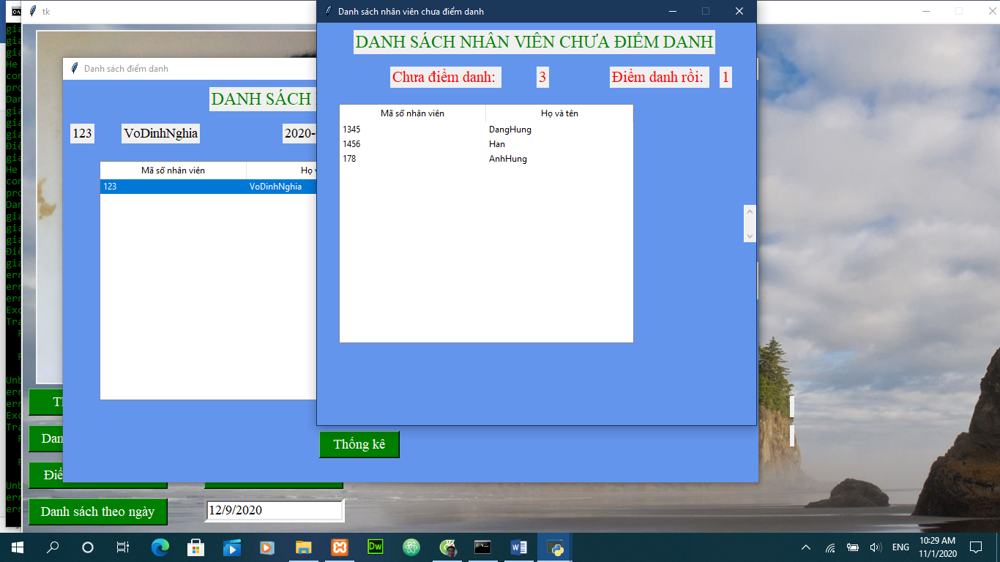 tk
Danh sách nhân viên chưa điểm danh
DANH SÁCH NHÂN VIÊN CHƯA ĐIỂM DANH
Chưa điểm danh: 3 Điểm danh rồi: 1
Mã số nhân viên Họ và tên
1345 DangHung
1456 Han
178 AnhHung
Danh sách điểm danh
DANH SÁCH
123 VoDinhNghia 2020-
Mã số nhân viên Họ
123 VoDinhNghia
Thống kê
Danh sách theo ngày
12/9/2020
ENG
10:29 AM
11/1/2020
Dw